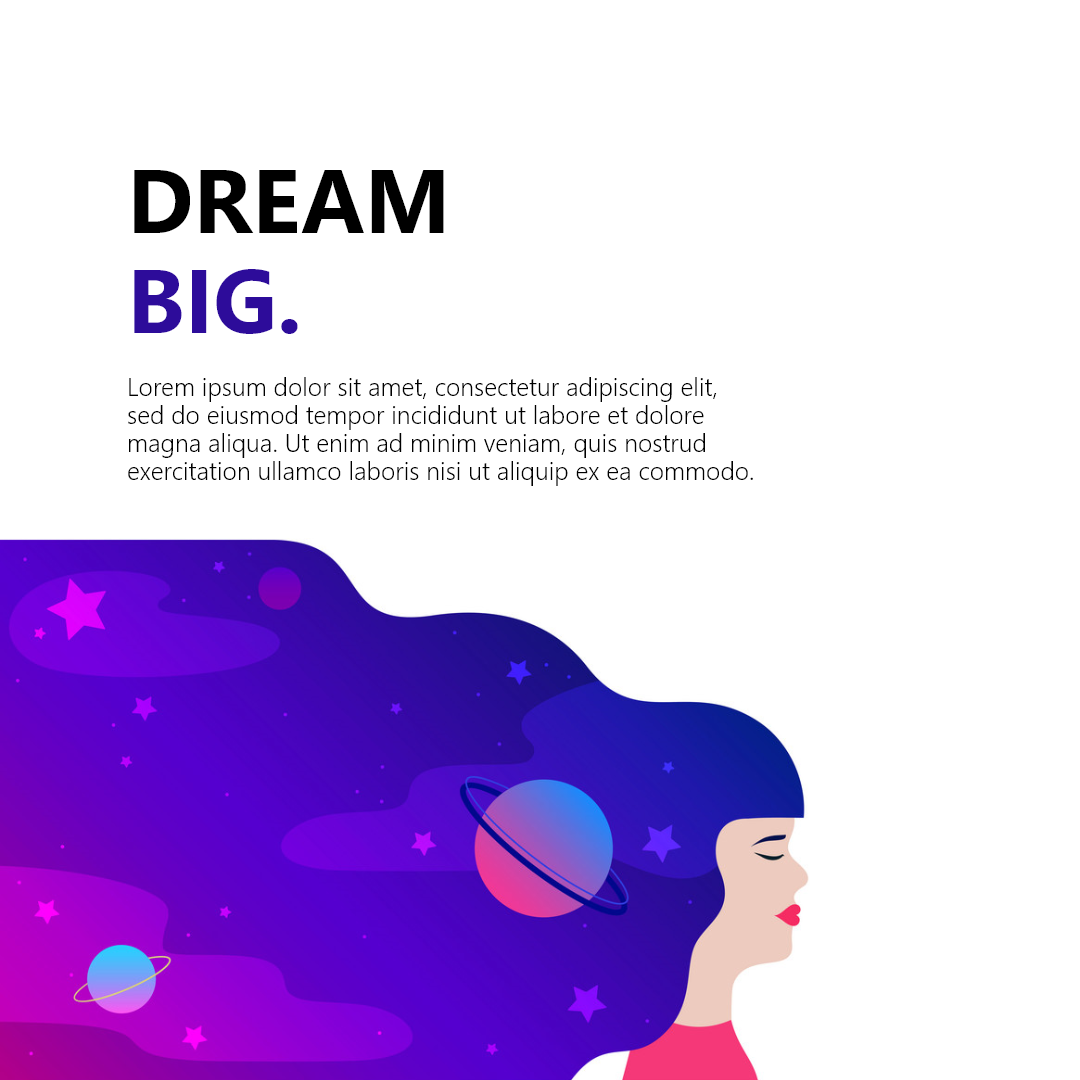 DREAM
BIG.
Lorem ipsum dolor sit amet, consectetur adipiscing elit,
sed do eiusmod tempor incididunt ut labore et dolore
magna aliqua. Ut enim ad minim veniam, quis nostrud
exercitation ullamco laboris nisi ut aliquip ex ea commodo.